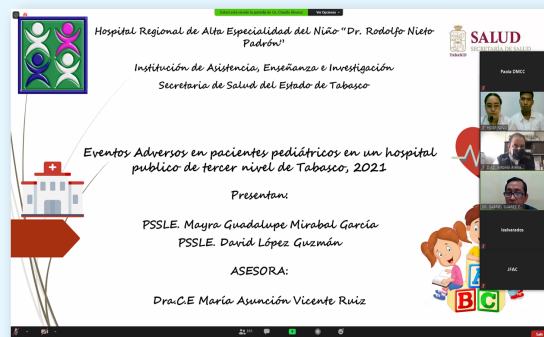 Ver Opciones
Hospital Regional de Alta Especialidad del Niño "Dr. Rodolfo Nieto
Padrón"
Institución de Asistencia, Enseñanza e Investigación
Secretaria de Salud del Estado de Tabasco
SALUD
SECRETARÍA DE SALUD
Eventos Adversos en pacientes pediátricos en un hospital
publico de tercer nivel de Tabasco, 2021
Presentan:
PSSLE. Mayra Guadalupe Mirabal García
PSSLE. David López Guzmán
ASESORA:
Dra.C.E María Asunción Vicente Ruiz
Paola DMCC
JFAC
A
B
C
Salir